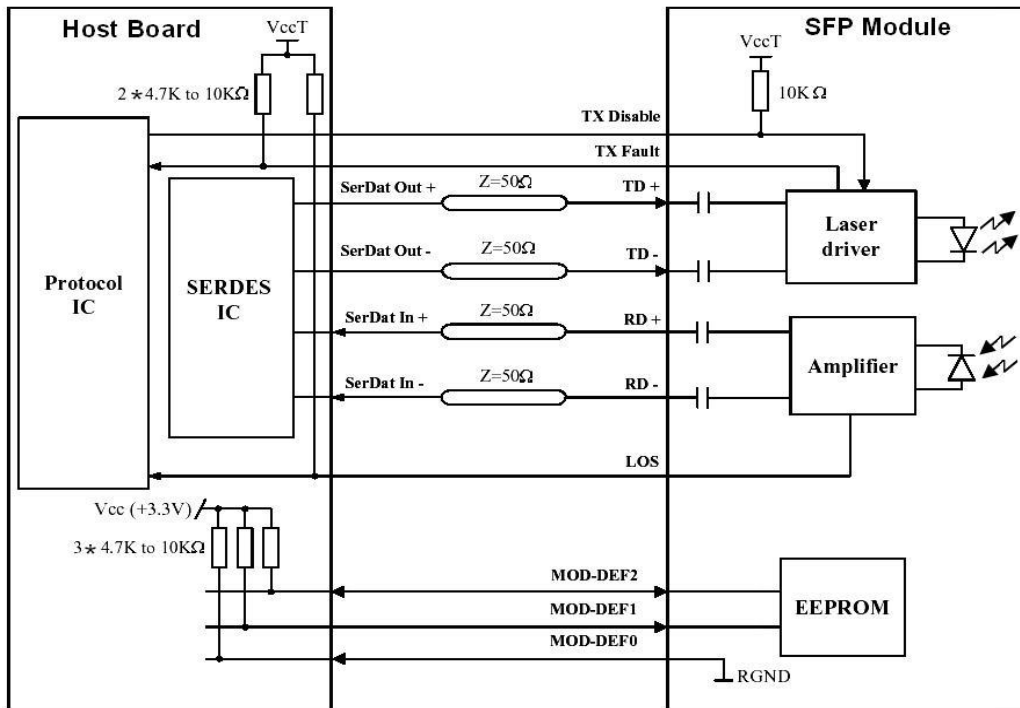 Host Board
SFP Module
VccT
VccT
2*4.7K to 10KΩ
10KΩ
TX Disable
TX Fault
SerDat Out +
Z=50Ω
TD +
SerDat Out -
Z=50Ω
TD -
Laser
driver
Protocol
IC
SERDES
IC
SerDat In +
Z=50Ω
RD +
SerDat In -
Z=50Ω
RD -
Amplifier
LOS
Vcc (+3.3V)
3*4.7K to 10KΩ
MOD-DEF2
MOD-DEF1
MOD-DEF0
EEPROM
RGND